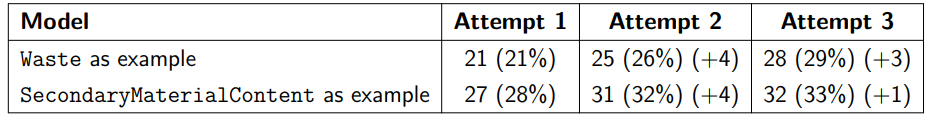 Model Attempt 1 Attempt 2 Attempt 3
Waste as example 21 (21%) 25 (26%) (+4) 28 (29%) (+3)
SecondaryMaterialContent as example 27 (28%) 31 (32%) (+4) 32 (33%) (+1)